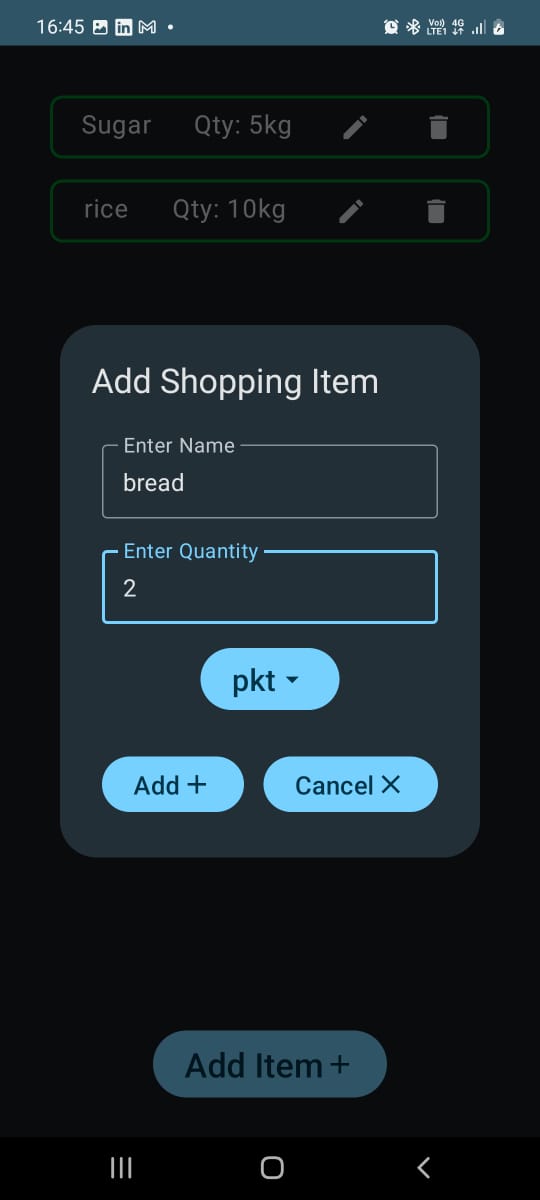 16:45 in Vo) LTE1 4G
Sugar Qty: 5kg
rice Qty: 10kg
Add Shopping Item
Enter Name
bread
Enter Quantity
2
pkt
Add +
Cancel ×
Add Item +